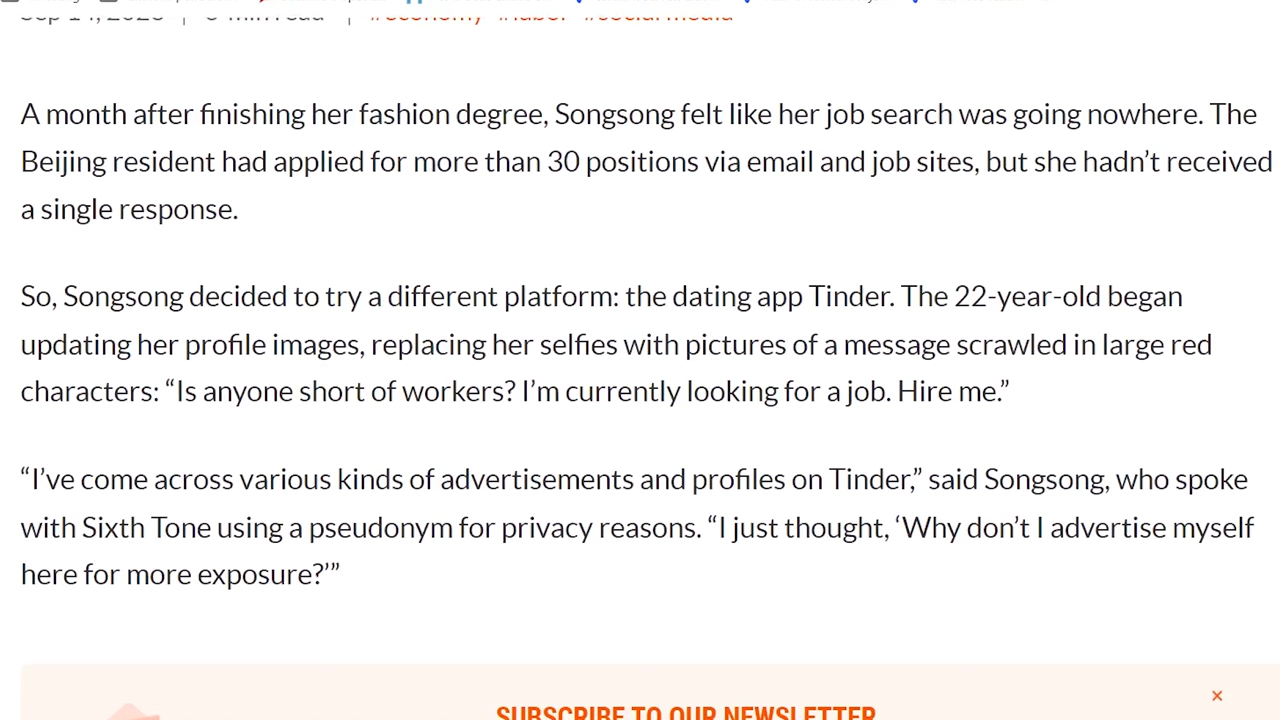 #economy #labor #socialmedia
A month after finishing her fashion degree, Songsong felt like her job search was going nowhere. The
Beijing resident had applied for more than 30 positions via email and job sites, but she hadn’t received
a single response.
So, Songsong decided to try a different platform: the dating app Tinder. The 22-year-old began
updating her profile images, replacing her selfies with pictures of a message scrawled in large red
characters: “Is anyone short of workers? I’m currently looking for a job. Hire me.”
“I’ve come across various kinds of advertisements and profiles on Tinder,” said Songsong, who spoke
with Sixth Tone using a pseudonym for privacy reasons. “I just thought, ‘Why don’t I advertise myself
here for more exposure?’”
×
SUBSCRIBE TO OUR NEWSLETTER